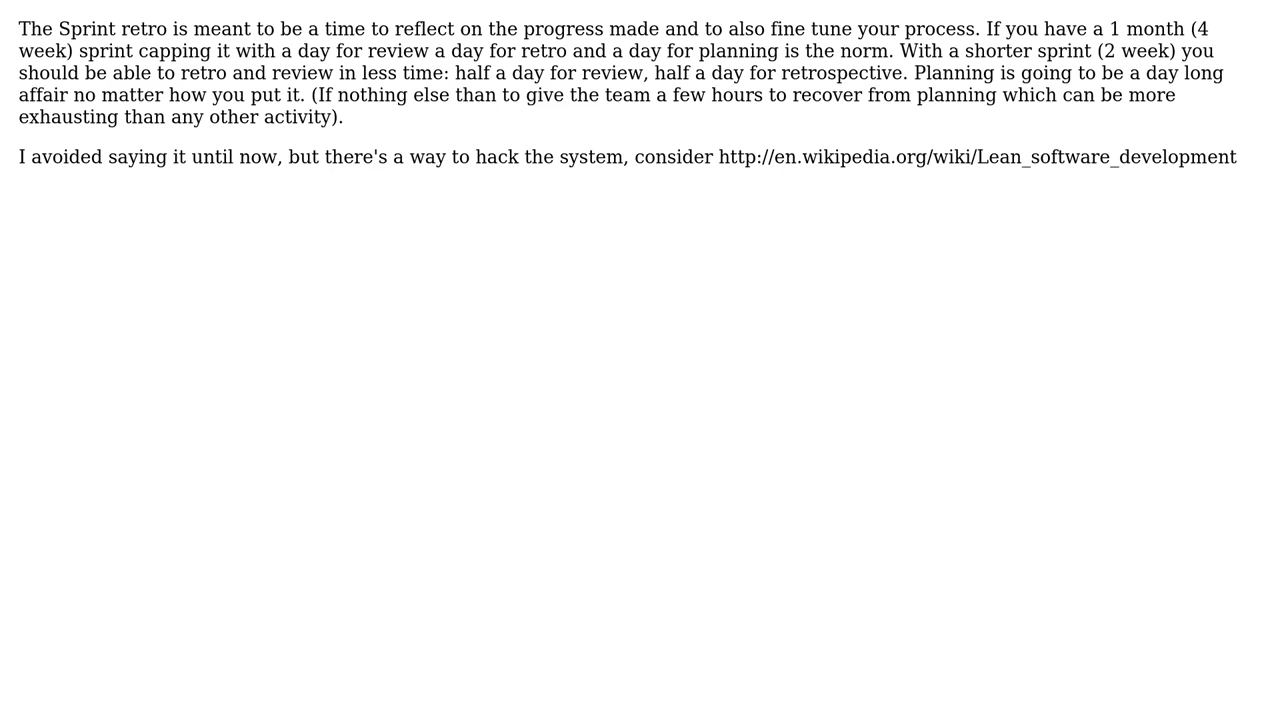 The Sprint retro is meant to be a time to reflect on the progress made and to also fine tune your process. If you have a 1 month (4
week) sprint capping it with a day for review a day for retro and a day for planning is the norm. With a shorter sprint (2 week) you
should be able to retro and review in less time: half a day for review, half a day for retrospective. Planning is going to be a day long
affair no matter how you put it. (If nothing else than to give the team a few hours to recover from planning which can be more
exhausting than any other activity).
I avoided saying it until now, but there's a way to hack the system, consider http://en.wikipedia.org/wiki/Lean_software_development